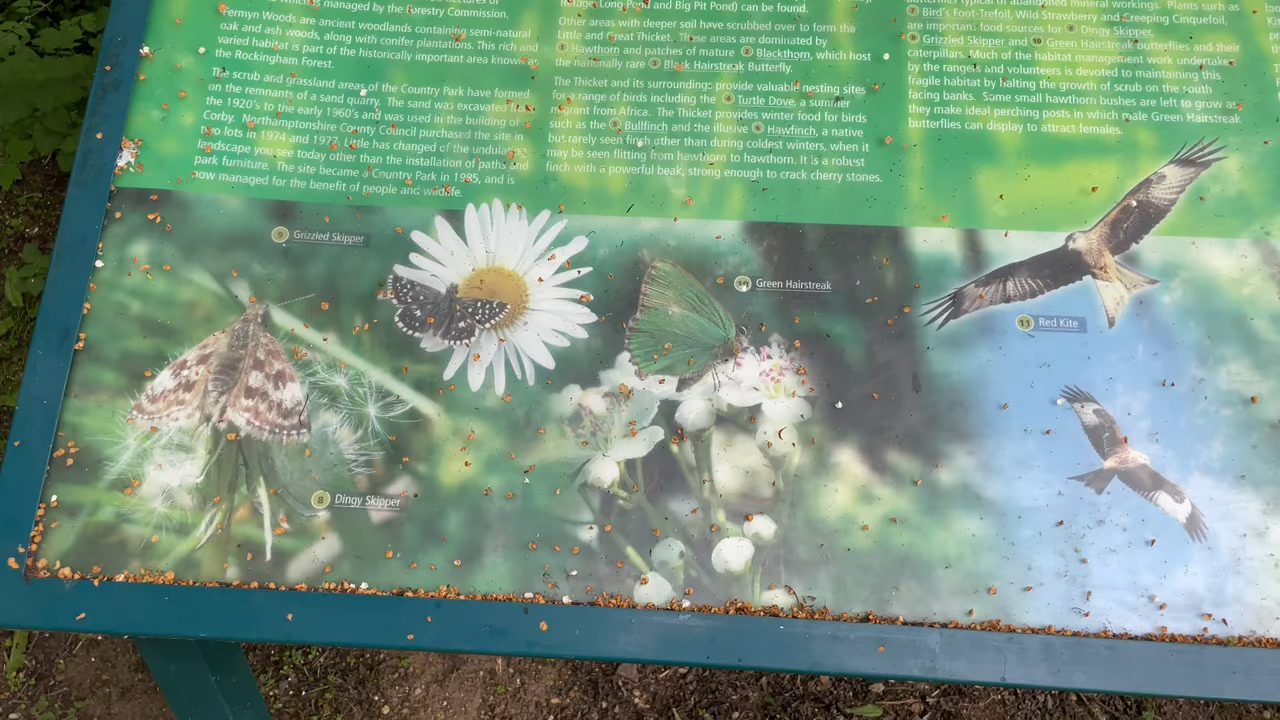 which is managed by the Forestry Commission.
Fermyn Woods are ancient woodlands containing semi-natural
oak and ash woods, along with conifer plantations. This rich and
varied habitat is part of the historically important area known as
the Rockingham Forest.
The scrub and grassland areas of the Country Park have formed
on the remnants of a sand quarry. The sand was excavated from
the 1920's to the early 1960's and was used in the building of
Corby. Northamptonshire County Council purchased the site in
two lots in 1974 and Little has changed of the undulating
landscape you see today other than the installation of paths and
park furniture. The site became a Country Park in 1985, and is
now managed for the benefit of people and wildlife.
Long Pond and Big Pit Pond) can be found.
Other areas with deeper soil have scrubbed over to form the
Little and Great Thicket. These areas are dominated by
Hawthorn and patches of mature Blackthorn, which host
the nationally rare Black Hairstreak Butterfly.
The Thicket and its surroundings provide valuable nesting sites
for a range of birds including the Turtle Dove, a summer
migrant from Africa. The Thicket provides winter food for birds
such as the Bullfinch and the illusive Hawfinch, a native
but rarely seen finch other than during coldest winters, when it
may be seen flitting from hawthorn to hawthorn. It is a robust
finch with a powerful beak, strong enough to crack cherry stones.
butterflies typical of abandoned mineral workings. Plants such as
7 Bird's Foot-Trefoil, Wild Strawberry and Creeping Cinquefoil,
are important food sources for 8 Dingy Skipper,
9 Grizzled Skipper and 10 Green Hairstreak butterflies and their
caterpillars. Much of the habitat management work undertaken
by the rangers and volunteers is devoted to maintaining this
fragile habitat by halting the growth of scrub on the south
facing banks. Some small hawthorn bushes are left to grow as
they make ideal perching posts in which male Green Hairstreak
butterflies can display to attract females.
9 Grizzled Skipper
10 Green Hairstreak
11 Red Kite
8 Dingy Skipper